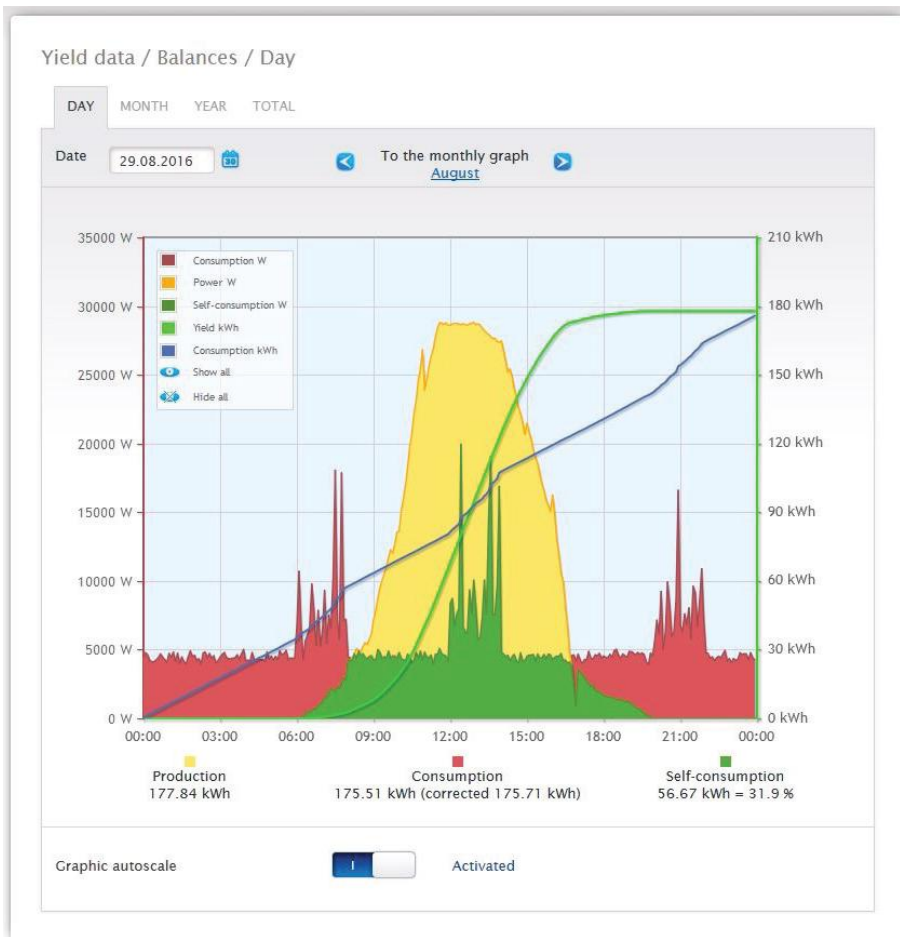 Yield data / Balances / Day
DAY MONTH YEAR TOTAL
Date 29.08.2016 30 To the monthly graph
August
35000 W 210 kWh
Consumption W
Power W
30000 W Self-consumption W 180 kWh
Yield kWh
Consumption kWh
25000 W Show all 150 kWh
Hide all
20000 W 120 kWh
15000 W 90 kWh
10000 W 60 kWh
5000 W 30 kWh
0 W 0 kWh
00:00 03:00 06:00 09:00 12:00 15:00 18:00 21:00 00:00
Production Consumption Self-consumption
177.84 kWh 175.51 kWh (corrected 175.71 kWh) 56.67 kWh = 31.9 %
Graphic autoscale I Activated